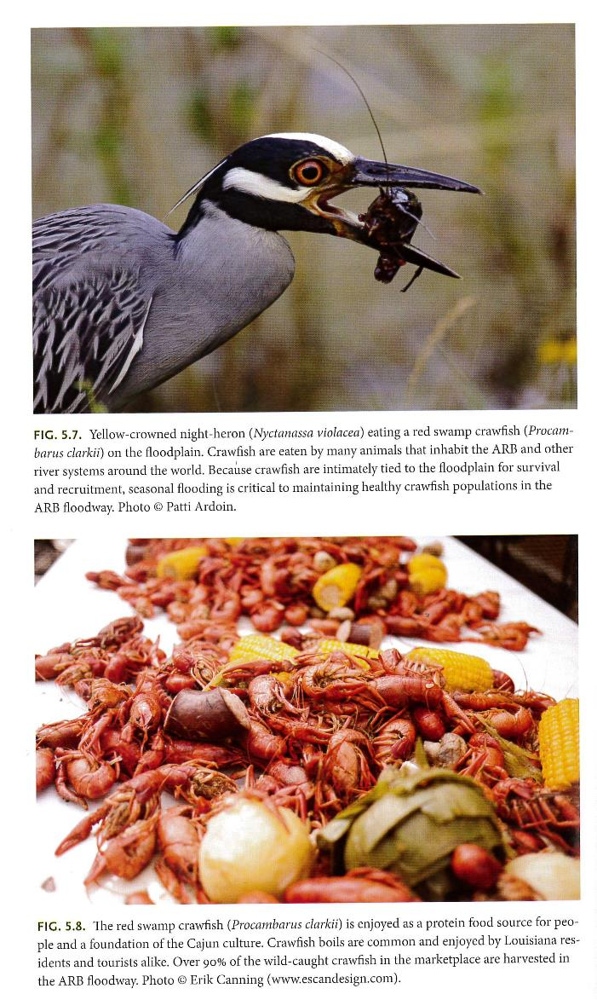 FIG. 5.7. Yellow-crowned night-heron (Nyctanassa violacea) eating a red swamp crawfish (Procam-
barus clarkii) on the floodplain. Crawfish are eaten by many animals that inhabit the ARB and other
river systems around the world. Because crawfish are intimately tied to the floodplain for survival
and recruitment, seasonal flooding is critical to maintaining healthy crawfish populations in the
ARB floodway. Photo © Patti Ardoin.
FIG. 5.8. The red swamp crawfish (Procambarus clarkii) is enjoyed as a protein food source for peo-
ple and a foundation of the Cajun culture. Crawfish boils are common and enjoyed by Louisiana res-
idents and tourists alike. Over 90% of the wild-caught crawfish in the marketplace are harvested in
the ARB floodway. Photo © Erik Canning (www.escandesign.com).